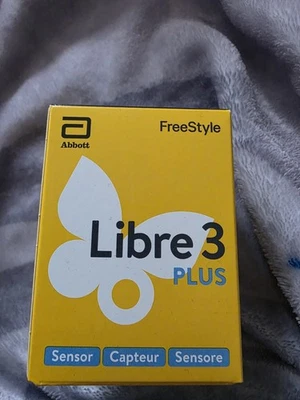 FreeStyle
Abbott
Libre 3
PLUS
Sensor Capteur Sensore